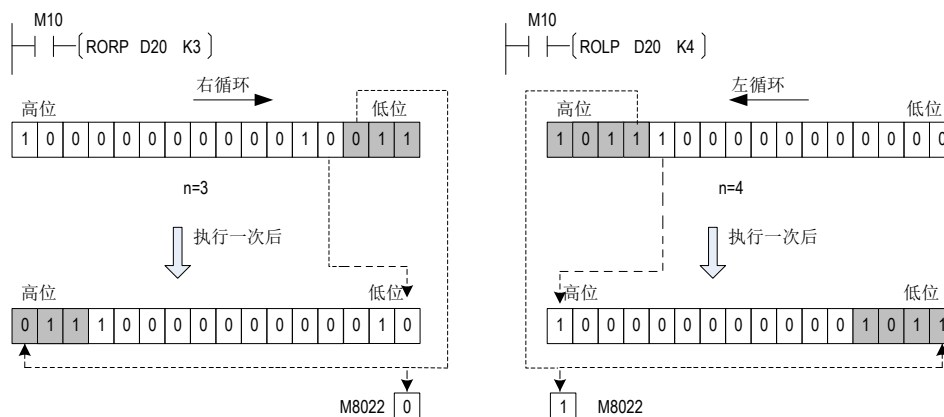 M10
RORP D20 K3
右循环
高位 低位
1 0 0 0 0 0 0 0 0 0 0 1 0 0 1 1
n=3
执行一次后
高位 低位
0 1 1 1 0 0 0 0 0 0 0 0 0 0 1 0
M8022 0
M10
ROLP D20 K4
左循环
高位 低位
1 0 1 1 1 0 0 0 0 0 0 0 0 0 0 0
n=4
执行一次后
高位 低位
1 0 0 0 0 0 0 0 0 0 0 0 1 0 1 1
1 M8022